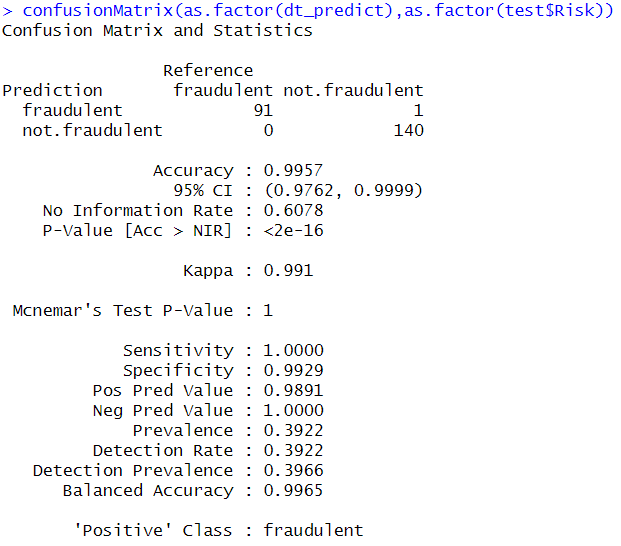 > confusionMatrix(as.factor(dt_predict),as.factor(test$Risk))
Confusion Matrix and Statistics
Reference
Prediction fraudulent not.fraudulent
fraudulent 91 1
not.fraudulent 0 140
Accuracy : 0.9957
95% CI : (0.9762, 0.9999)
No Information Rate : 0.6078
P-Value [Acc > NIR] : <2e-16
Kappa : 0.991
Mcnemar's Test P-Value : 1
Sensitivity : 1.0000
Specificity : 0.9929
Pos Pred Value : 0.9891
Neg Pred Value : 1.0000
Prevalence : 0.3922
Detection Rate : 0.3922
Detection Prevalence : 0.3966
Balanced Accuracy : 0.9965
'Positive' Class : fraudulent